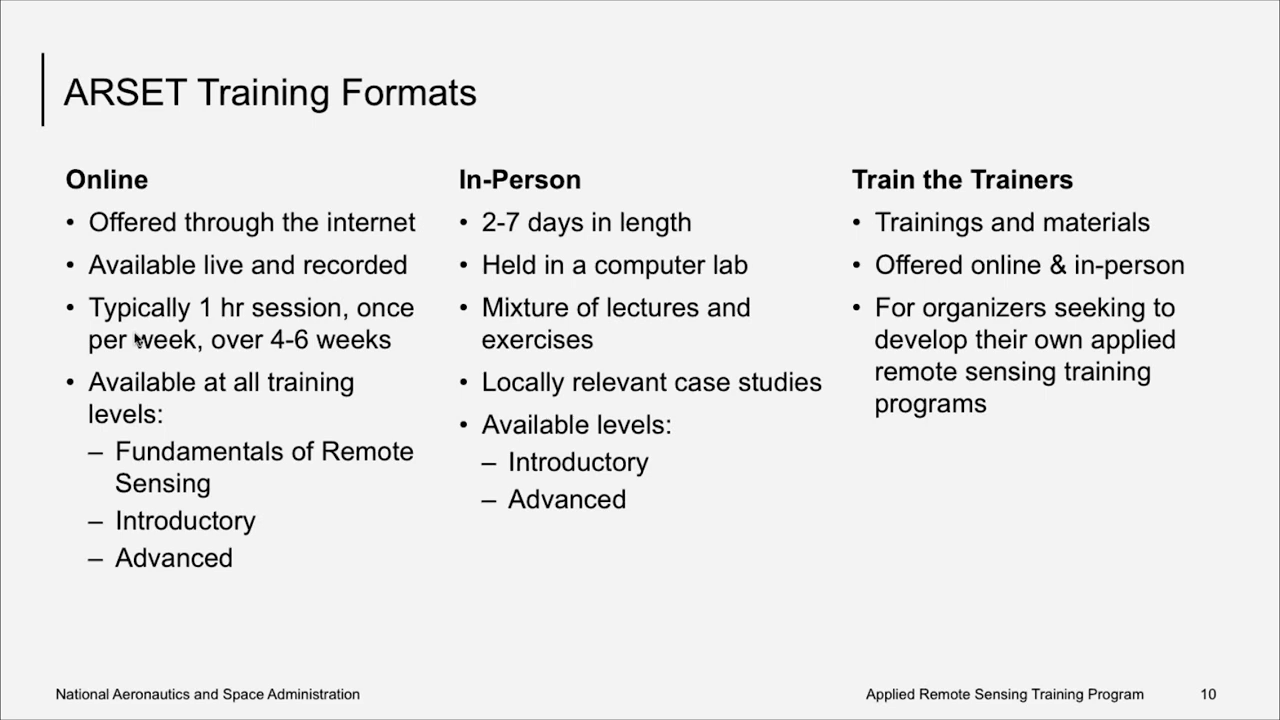 ARSET Training Formats
Online
• Offered through the internet
• Available live and recorded
• Typically 1 hr session, once
per week, over 4-6 weeks
• Available at all training
levels:
– Fundamentals of Remote
Sensing
– Introductory
– Advanced
In-Person
• 2-7 days in length
• Held in a computer lab
• Mixture of lectures and
exercises
• Locally relevant case studies
• Available levels:
– Introductory
– Advanced
Train the Trainers
• Trainings and materials
• Offered online & in-person
• For organizers seeking to
develop their own applied
remote sensing training
programs
National Aeronautics and Space Administration
Applied Remote Sensing Training Program
10